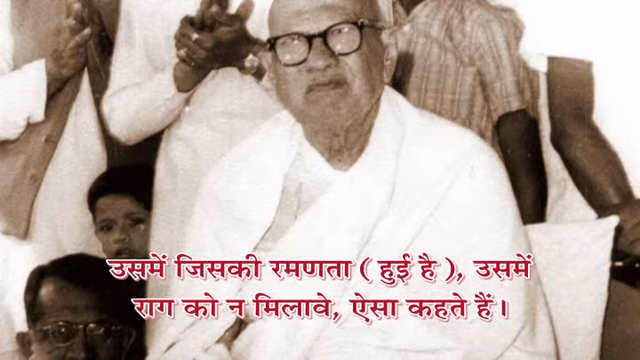 उसमें जिसकी रमणता ( हुई है ), उसमें
राग को न मिलावे, ऐसा कहते हैं।